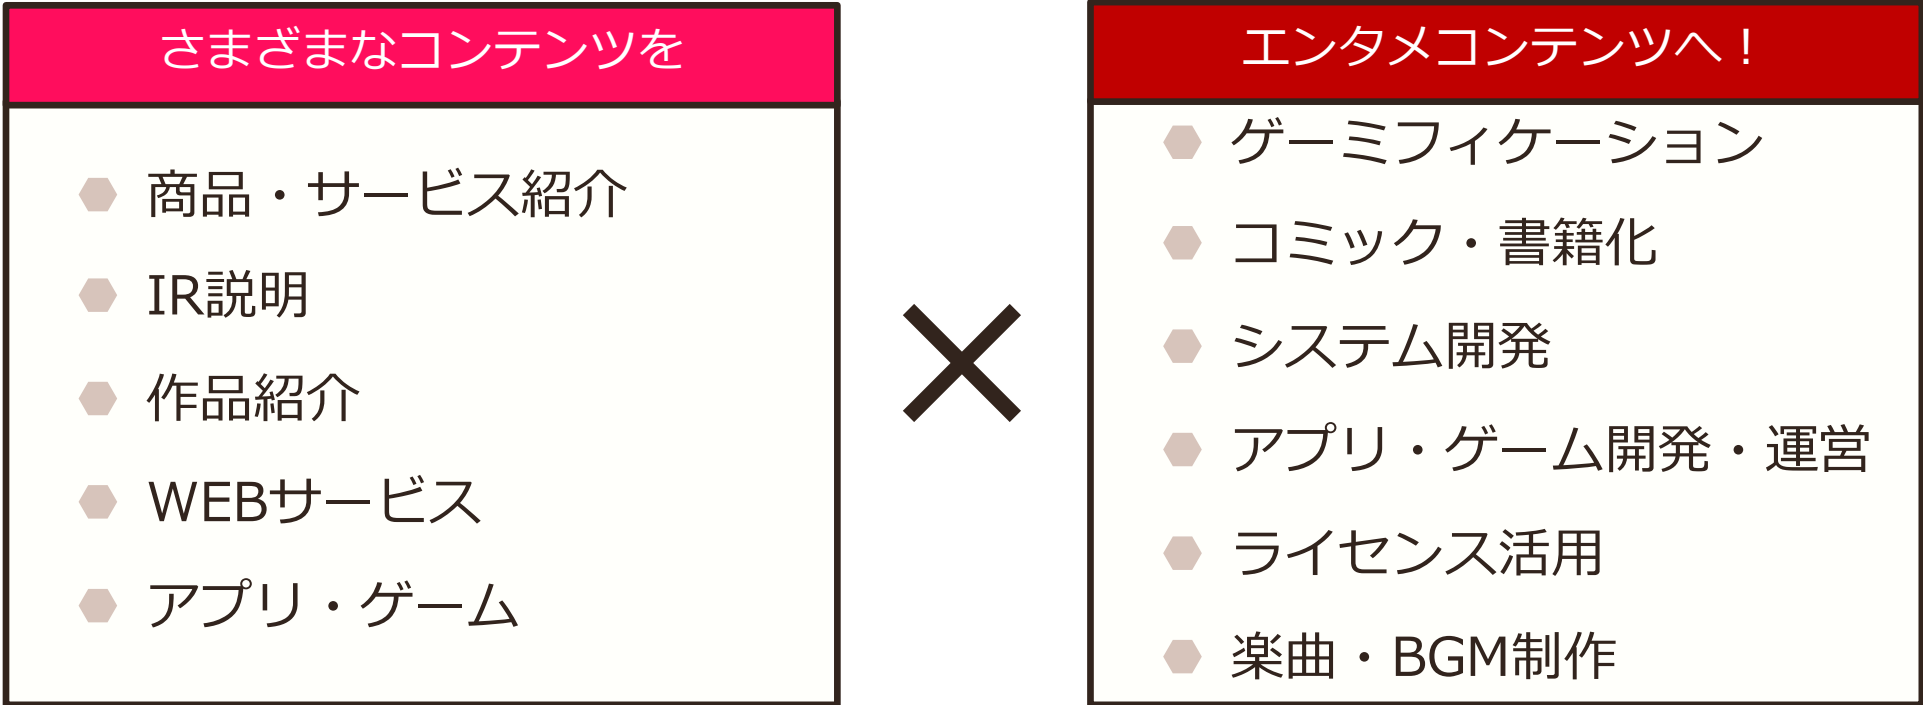 さまざまなコンテンツを
商品・サービス紹介
IR説明
作品紹介
WEBサービス
アプリ・ゲーム
×
エンタメコンテンツへ！
ゲーミフィケーション
コミック・書籍化
システム開発
アプリ・ゲーム開発・運営
ライセンス活用
楽曲・BGM制作